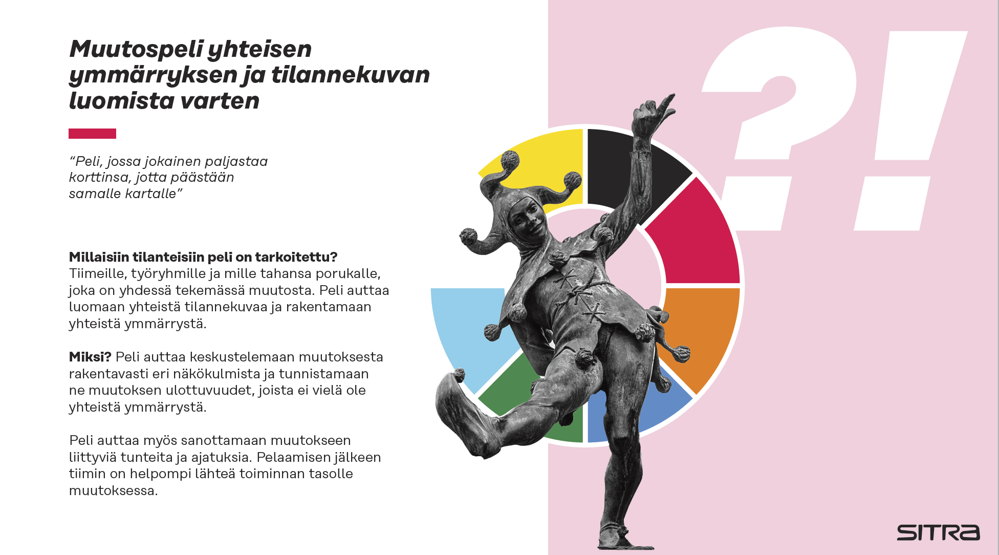 Muutospeli yhteisen
ymmärryksen ja tilannekuvan
luomista varten
“Peli, jossa jokainen paljastaa
korttinsa, jotta päästään
samalle kartalle”
Millaisiin tilanteisiin peli on tarkoitettu?
Tiimeille, työryhmille ja mille tahansa porukalle,
joka on yhdessä tekemässä muutosta. Peli auttaa
luomaan yhteistä tilannekuvaa ja rakentamaan
yhteistä ymmärrystä.
Miksi? Peli auttaa keskustelemaan muutoksesta
rakentavasti eri näkökulmista ja tunnistamaan
ne muutoksen ulottuvuudet, joista ei vielä ole
yhteistä ymmärrystä.
Peli auttaa myös sanottamaan muutokseen
liittyviä tunteita ja ajatuksia. Pelaamisen jälkeen
tiimin on helpompi lähteä toiminnan tasolle
muutoksessa.
?!
SITRA